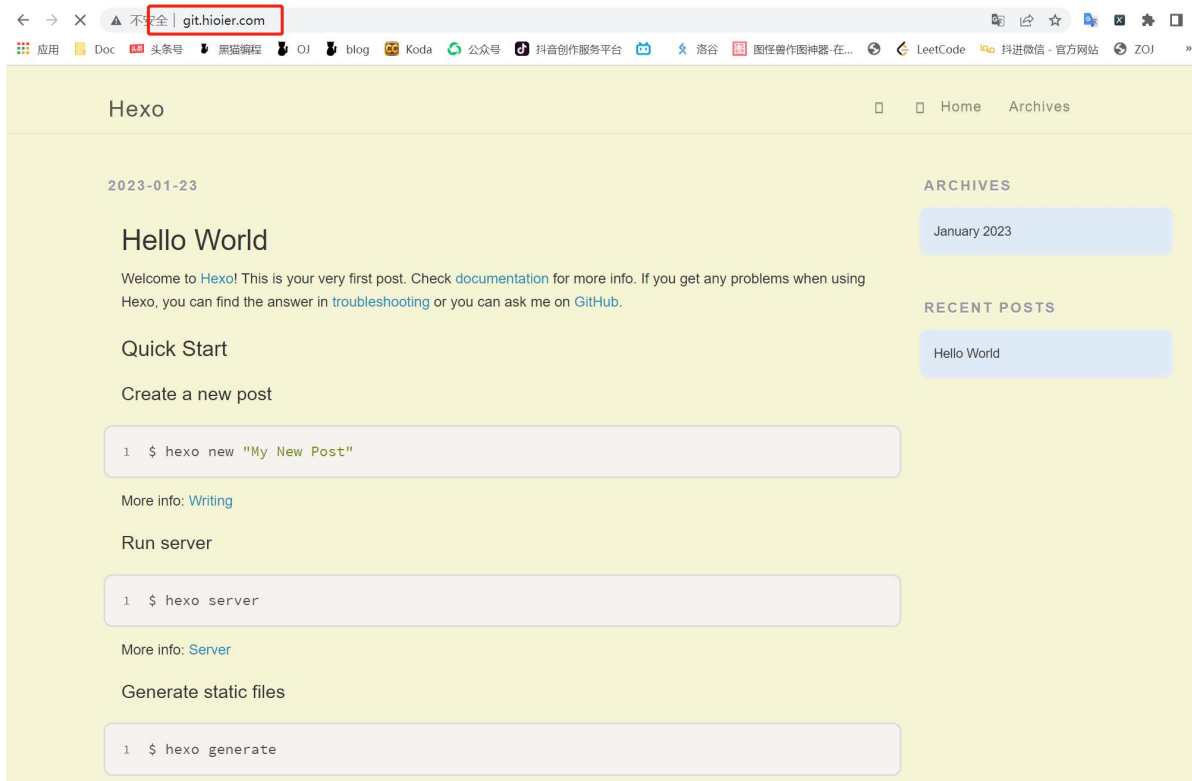 不安全 | git.hioier.com
应用 Doc 头条号 黑猫编程 OJ blog Koda 公众号 抖音创作服务平台 洛谷 图怪兽作图神器-在... LeetCode 抖进微信 - 官方网站 ZOJ »
Hexo
Home Archives
2023-01-23
Hello World
Welcome to Hexo! This is your very first post. Check documentation for more info. If you get any problems when using
Hexo, you can find the answer in troubleshooting or you can ask me on GitHub.
Quick Start
Create a new post
1 $ hexo new "My New Post"
More info: Writing
Run server
1 $ hexo server
More info: Server
Generate static files
1 $ hexo generate
ARCHIVES
January 2023
RECENT POSTS
Hello World